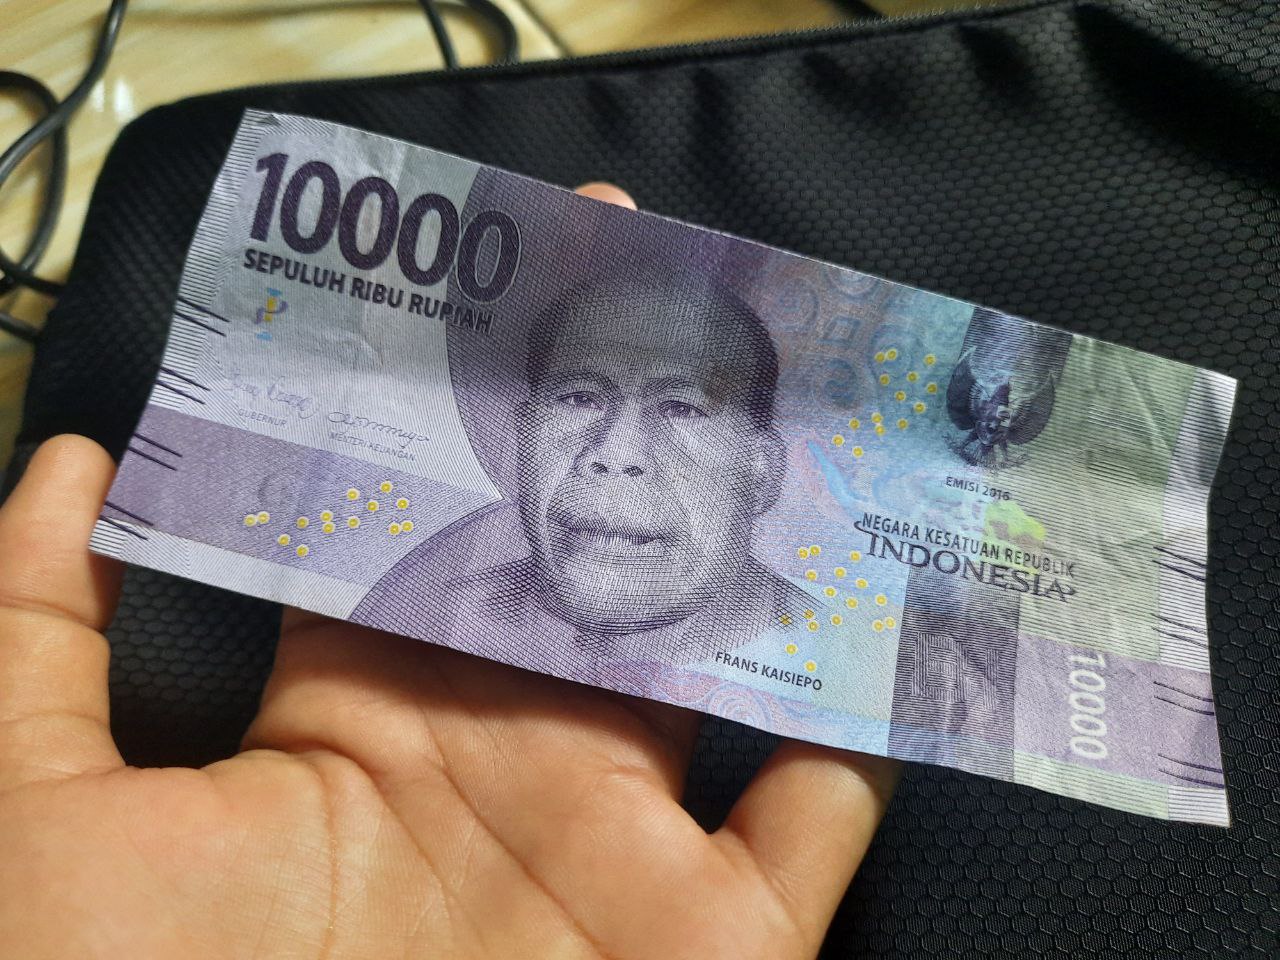 10000
SEPULUH RIBU RUPIAH
GUBERNUR
MENTERI KEUANGAN
EMISI 2016
NEGARA KESATUAN REPUBLIK
INDONESIA
FRANS KAISIEPO
10000